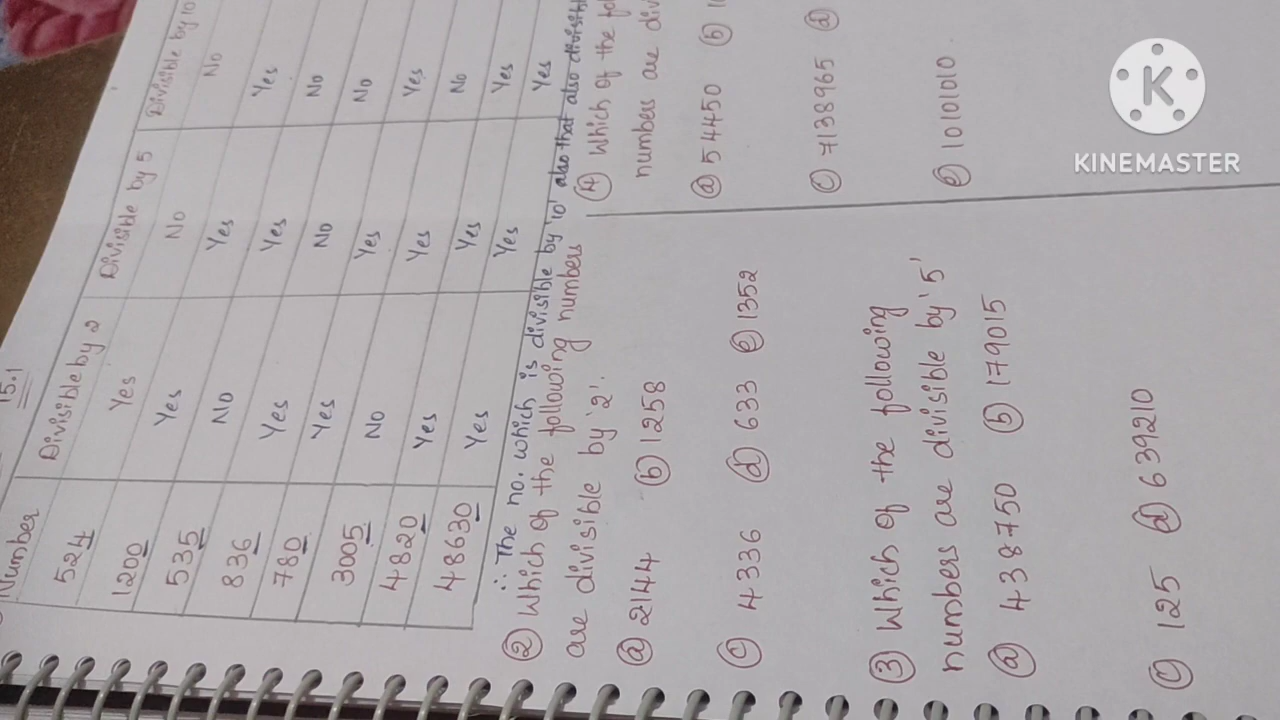 15.1
Number Divisible by 2 Divisible by 5 Divisible by 10
524 Yes No No
1200 Yes Yes Yes
535 No Yes No
836 Yes No No
780 Yes Yes Yes
3005 No Yes No
4820 Yes Yes Yes
48630 Yes Yes Yes
∴ The no. which is divisible by '10' also that also divisible
② Which of the following numbers
are divisible by '2'.
ⓐ 2144 ⓑ 1258
ⓒ 4336 ⓓ 633 ⓔ 1352
③ Which of the following
numbers are divisible by '5'
ⓐ 438750 ⓑ 179015
ⓒ 125 ⓓ 639210
④ Which of the
numbers are
ⓐ 54450 ⓑ
ⓒ 7138965 ⓓ
ⓔ 10101010
K
KINEMASTER